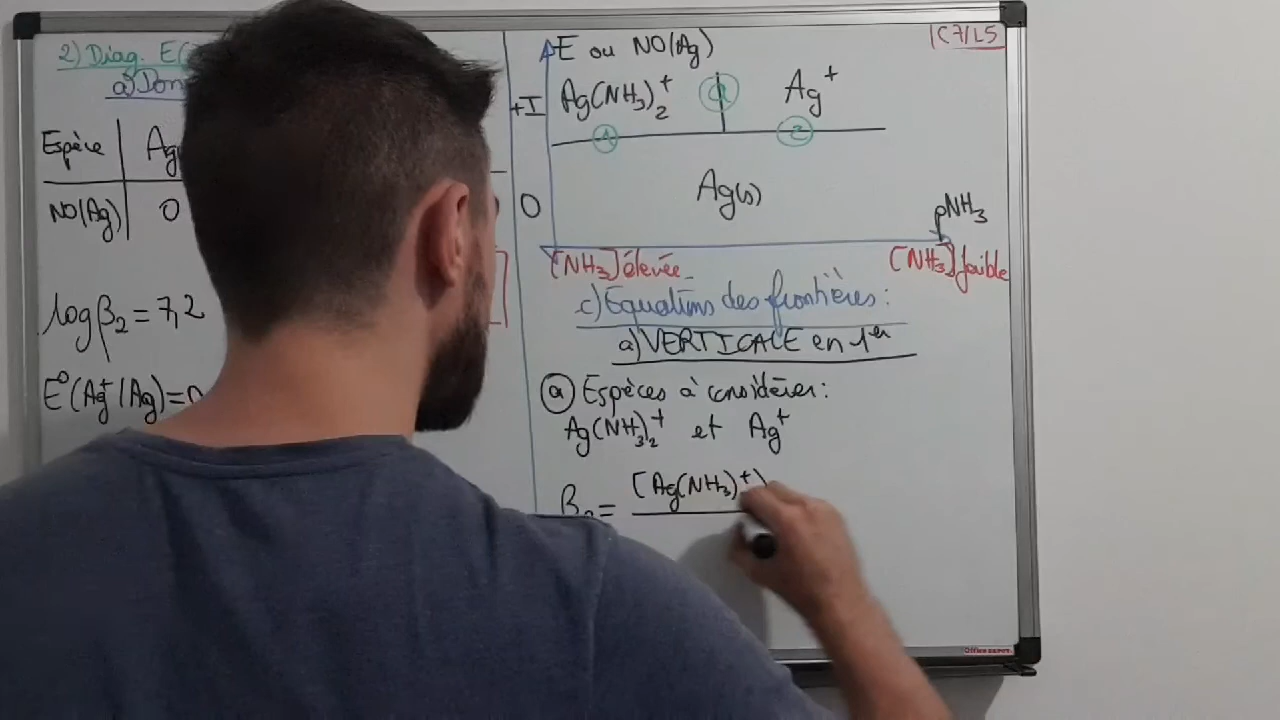 2) Diag. E(
a) Don
Espèce Ag
NO(Ag) 0
log β₂ = 7,2
E°(Ag⁺/Ag)=0
|C7/L5
E ou NO(Ag)
+I Ag(NH₃)₂⁺ a Ag⁺
1 2
0 Ag(s)
pNH₃
[NH₃] élevée [NH₃] faible
c) Equations des frontières:
a) VERTICALE en 1er
a Espèces à considérer:
Ag(NH₃)₂⁺ et Ag⁺
β₂ = [Ag(NH₃)⁺]
Office DEPOT.